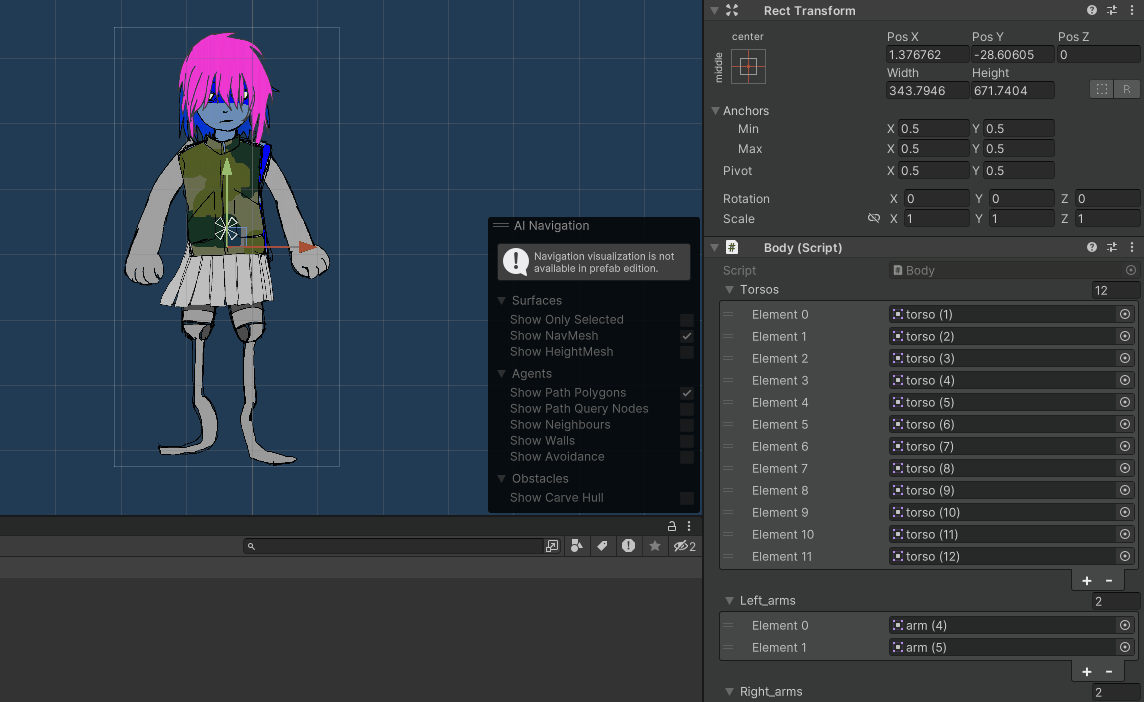 Rect Transform
center
middle
Pos X Pos Y Pos Z
1.376762 -28.60605 0
Width Height
343.7946 671.7404
R
Anchors
Min X 0.5 Y 0.5
Max X 0.5 Y 0.5
Pivot X 0.5 Y 0.5
Rotation X 0 Y 0 Z 0
Scale X 1 Y 1 Z 1
# Body (Script)
Script # Body
Torsos 12
Element 0 torso (1)
Element 1 torso (2)
Element 2 torso (3)
Element 3 torso (4)
Element 4 torso (5)
Element 5 torso (6)
Element 6 torso (7)
Element 7 torso (8)
Element 8 torso (9)
Element 9 torso (10)
Element 10 torso (11)
Element 11 torso (12)
+ -
Left_arms 2
Element 0 arm (4)
Element 1 arm (5)
+ -
Right_arms 2
AI Navigation
Navigation visualization is not
available in prefab edition.
Surfaces
Show Only Selected
Show NavMesh
Show HeightMesh
Agents
Show Path Polygons
Show Path Query Nodes
Show Neighbours
Show Walls
Show Avoidance
Obstacles
Show Carve Hull
2